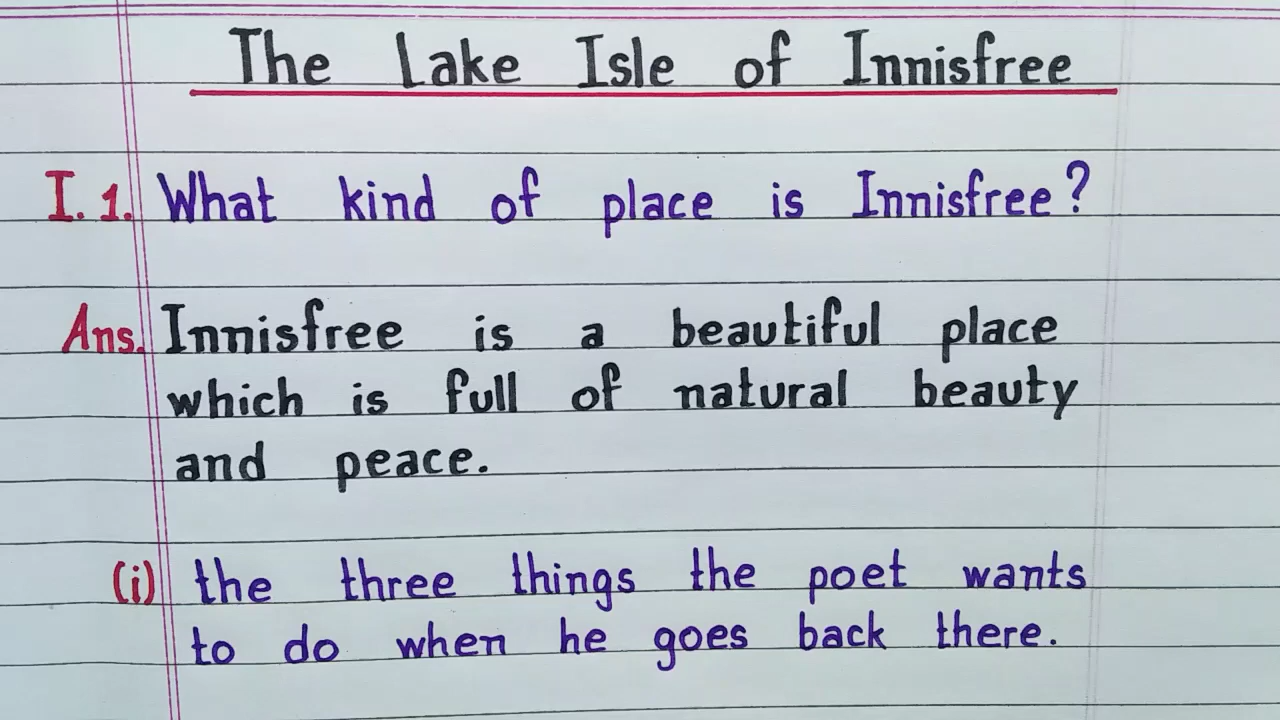 The Lake Isle of Innisfree
I. 1. What kind of place is Innisfree?
Ans. Innisfree is a beautiful place
which is full of natural beauty
and peace.
(i) the three things the poet wants
to do when he goes back there.